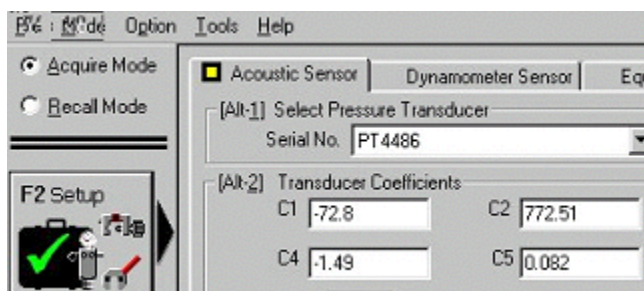 Mode Option Tools Help
Acquire Mode
Recall Mode
Acoustic Sensor Dynamometer Sensor
[Alt-1] Select Pressure Transducer
Serial No. PT4486
F2 Setup
[Alt-2] Transducer Coefficients
C1 -72.8 C2 772.51
C4 -1.49 C5 0.082